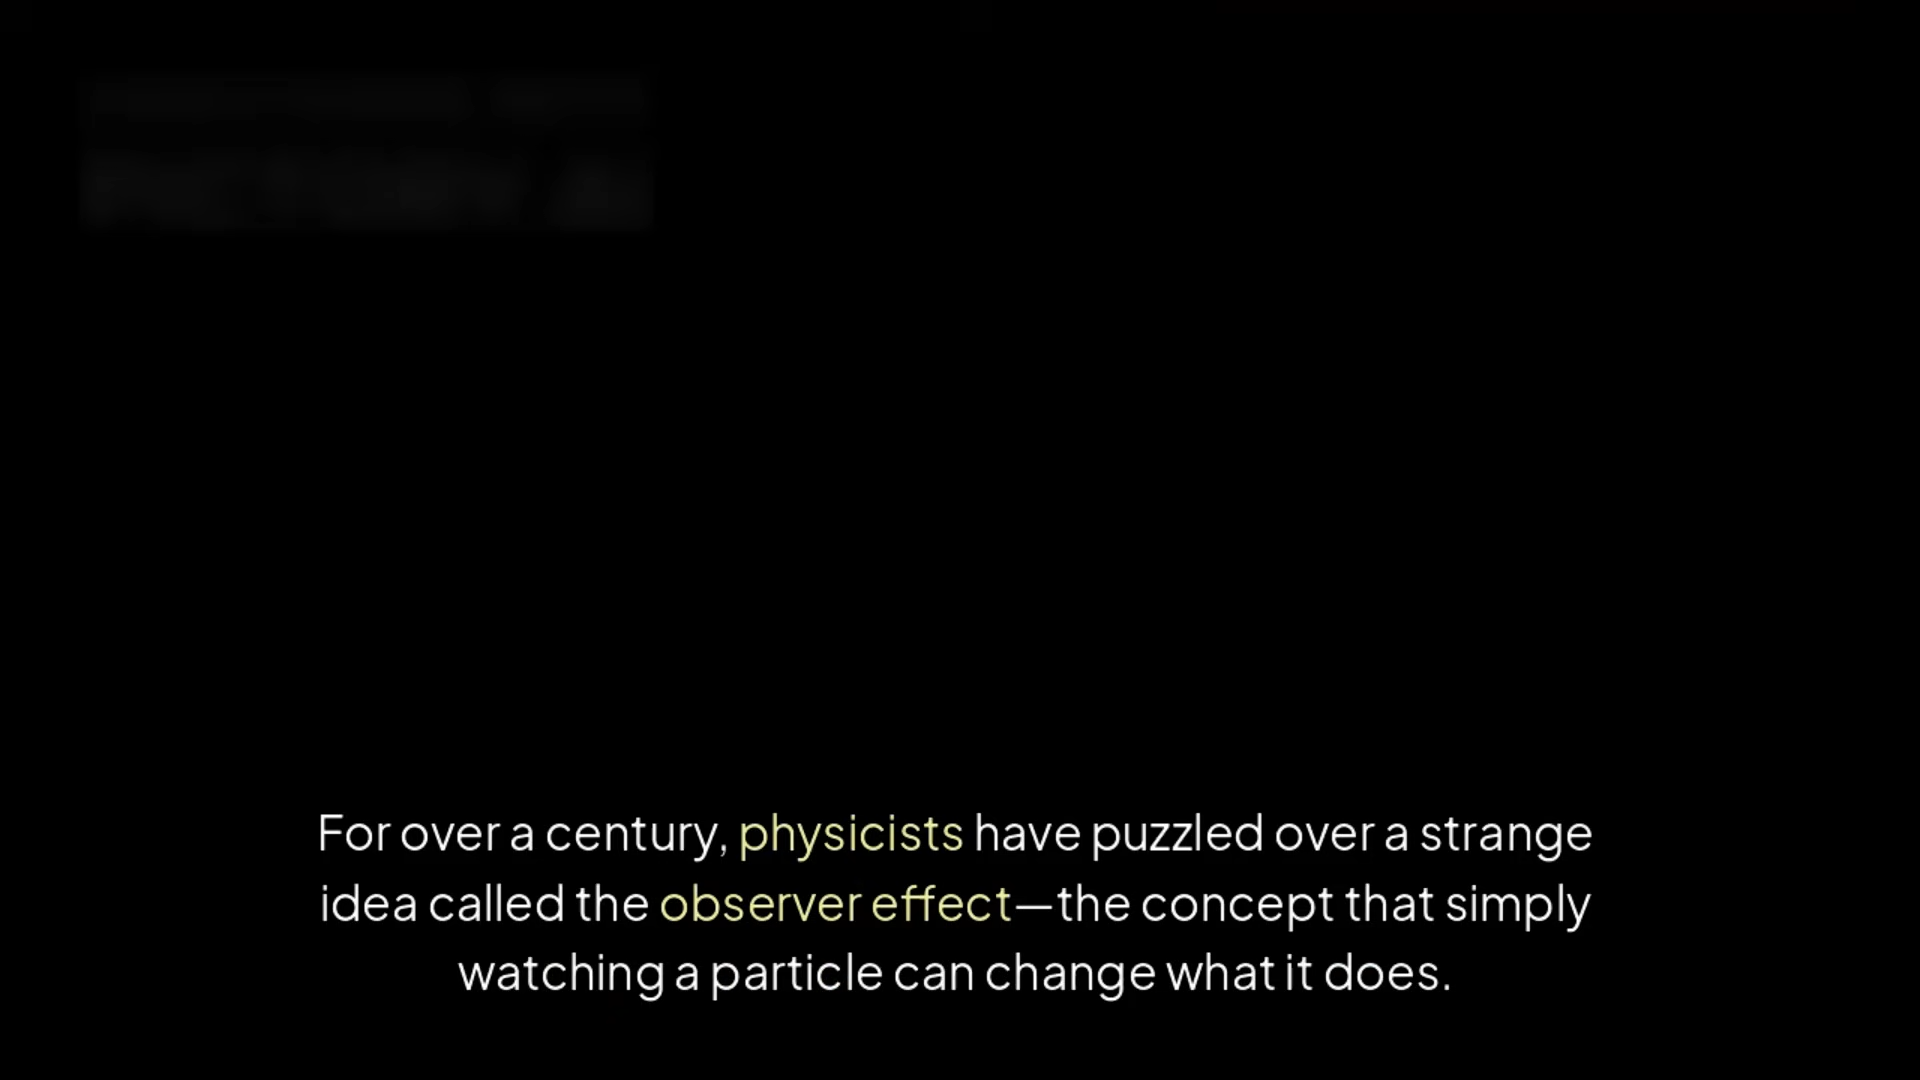 For over a century, physicists have puzzled over a strange
idea called the observer effect—the concept that simply
watching a particle can change what it does.